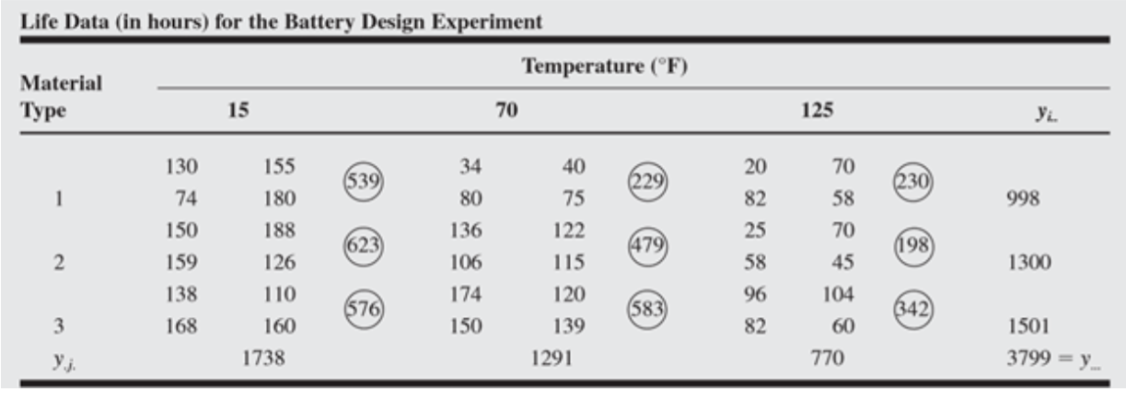 Life Data (in hours) for the Battery Design Experiment
Temperature (°F)
Material
Type 15 70 125 yi..
130 155 34 40 20 70
539 229 230
1 74 180 80 75 82 58 998
150 188 136 122 25 70
623 479 198
2 159 126 106 115 58 45 1300
138 110 174 120 96 104
576 583 342
3 168 160 150 139 82 60 1501
y.j. 1738 1291 770 3799 = y...